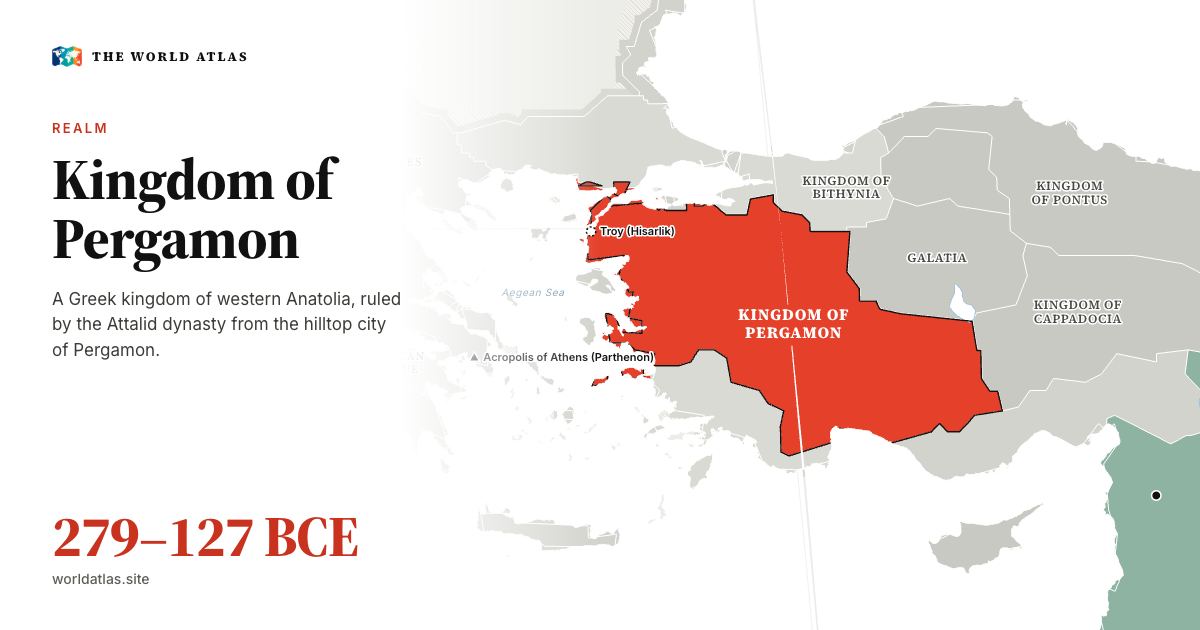 THE WORLD ATLAS
REALM
Kingdom of
Pergamon
A Greek kingdom of western Anatolia, ruled
by the Attalid dynasty from the hilltop city
of Pergamon.
279–127 BCE
worldatlas.site
KINGDOM OF
BITHYNIA
KINGDOM
OF PONTUS
Troy (Hisarlik)
GALATIA
Aegean Sea
KINGDOM OF
CAPPADOCIA
KINGDOM OF
PERGAMON
Acropolis of Athens (Parthenon)